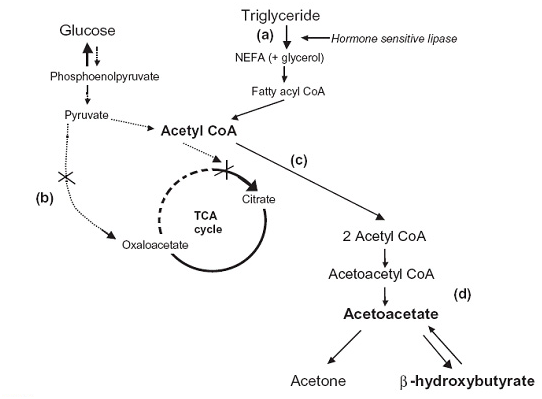 Triglyceride
Glucose
(a)
Hormone sensitive lipase
NEFA (+ glycerol)
Phosphoenolpyruvate
Fatty acyl CoA
Pyruvate
Acetyl CoA
(c)
(b)
Citrate
TCA
cycle
Oxaloacetate
2 Acetyl CoA
Acetoacetyl CoA
(d)
Acetoacetate
Acetone
β-hydroxybutyrate